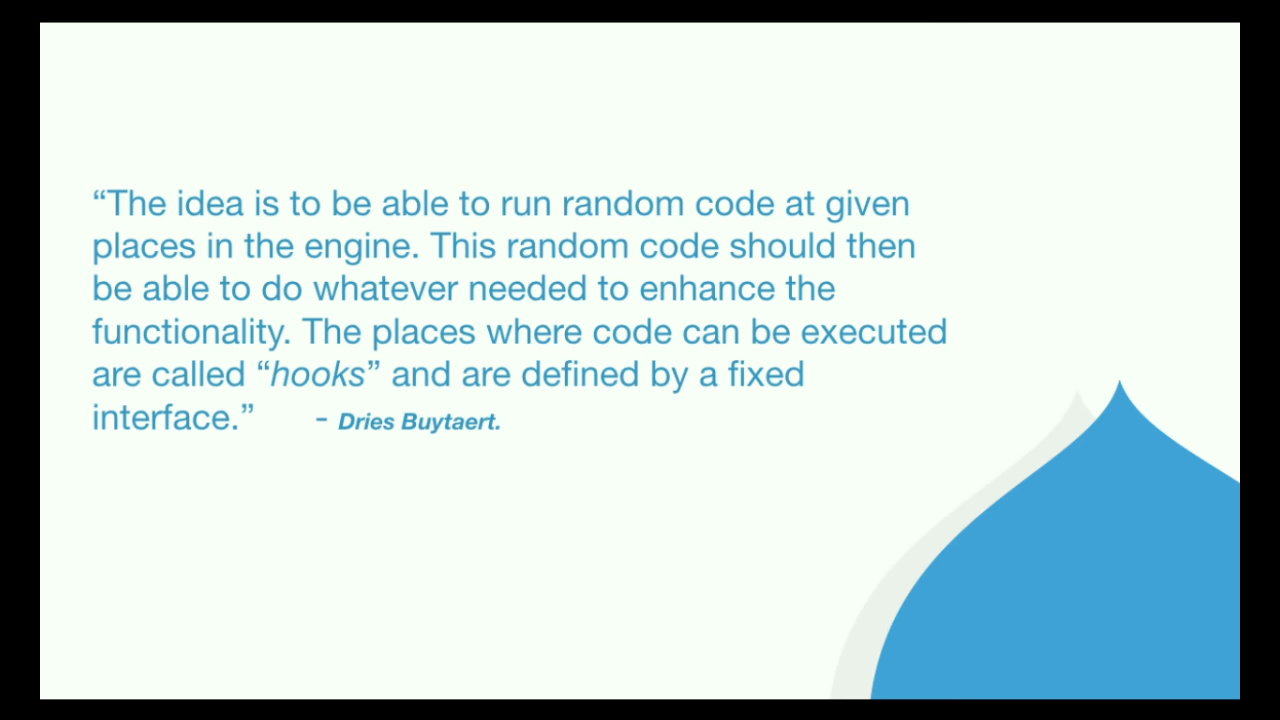 “The idea is to be able to run random code at given
places in the engine. This random code should then
be able to do whatever needed to enhance the
functionality. The places where code can be executed
are called “hooks” and are defined by a fixed
interface.” - Dries Buytaert.